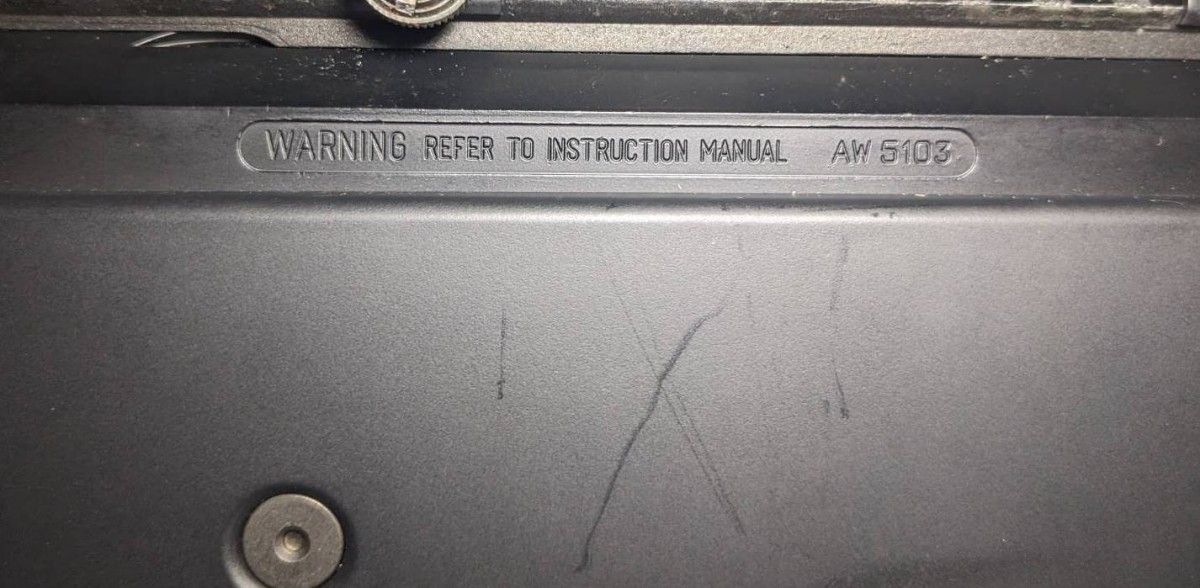 WARNING REFER TO INSTRUCTION MANUAL AW 5103